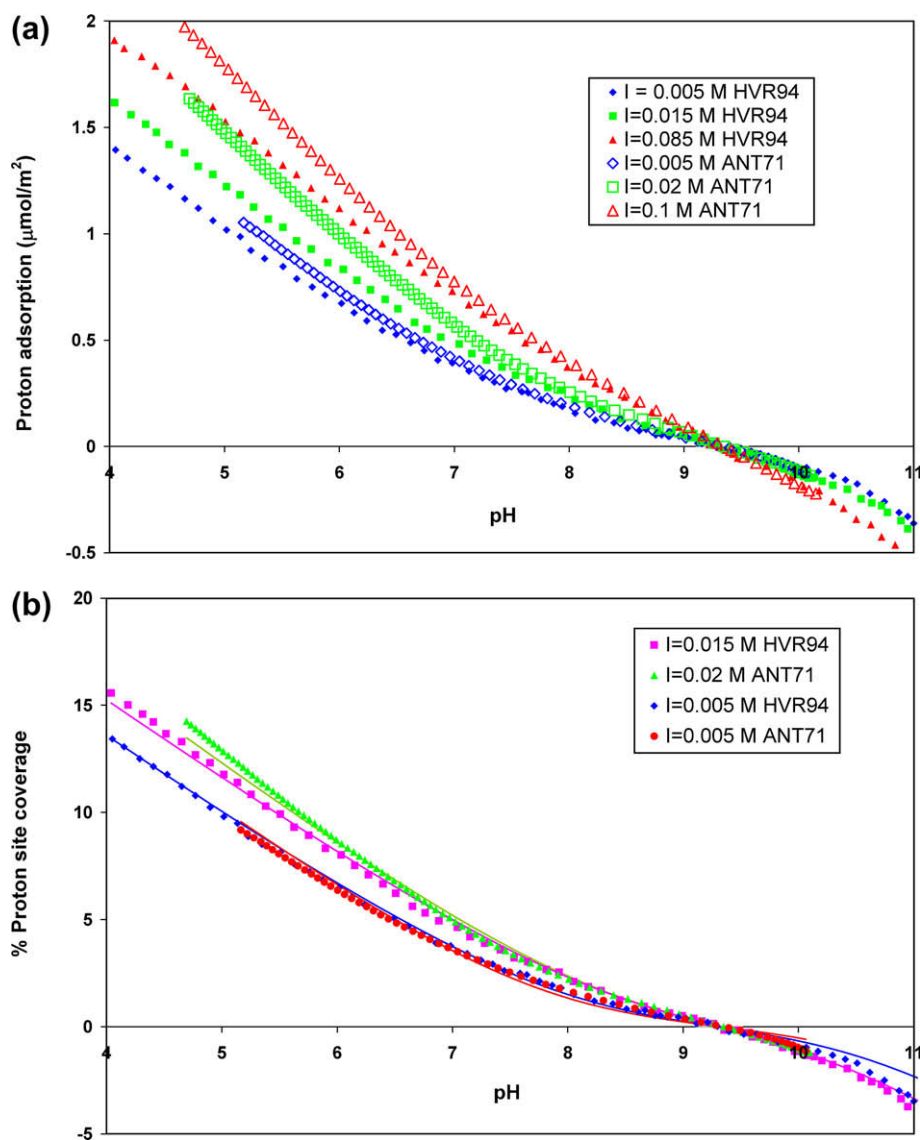 (a)
Proton adsorption (μmol/m²)
2
1.5
1
0.5
0
-0.5
4
5
6
7
8
9
10
11
pH
I = 0.005 M HVR94
I=0.015 M HVR94
I=0.085 M HVR94
I=0.005 M ANT71
I=0.02 M ANT71
I=0.1 M ANT71
(b)
% Proton site coverage
20
15
10
5
0
-5
4
5
6
7
8
9
10
11
pH
I=0.015 M HVR94
I=0.02 M ANT71
I=0.005 M HVR94
I=0.005 M ANT71